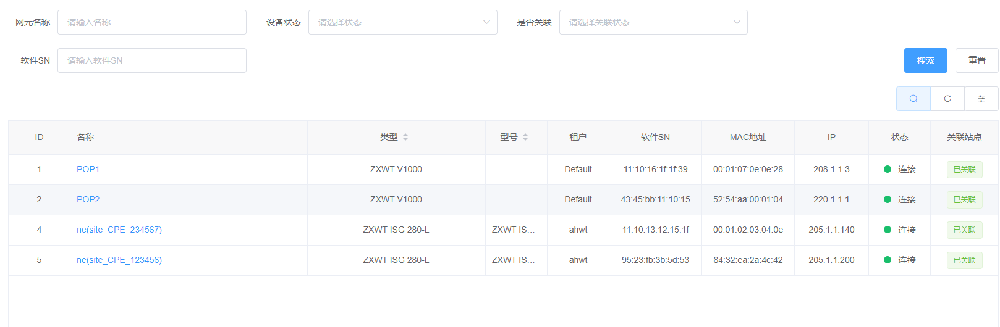 网元名称 请输入名称 设备状态 请选择状态 是否关联 请选择关联状态
软件SN 请输入软件SN 搜索 重置
ID 名称 类型 型号 租户 软件SN MAC地址 IP 状态 关联站点
1 POP1 ZXWT V1000 Default 11:10:16:1f:1f:39 00:01:07:0e:0e:28 208.1.1.3 连接 已关联
2 POP2 ZXWT V1000 Default 43:45:bb:11:10:15 52:54:aa:00:01:04 220.1.1.1 连接 已关联
4 ne(site_CPE_234567) ZXWT ISG 280-L ZXWT IS... ahwt 11:10:13:12:15:1f 00:01:02:03:04:0e 205.1.1.140 连接 已关联
5 ne(site_CPE_123456) ZXWT ISG 280-L ZXWT IS... ahwt 95:23:fb:3b:5d:53 84:32:ea:2a:4c:42 205.1.1.200 连接 已关联